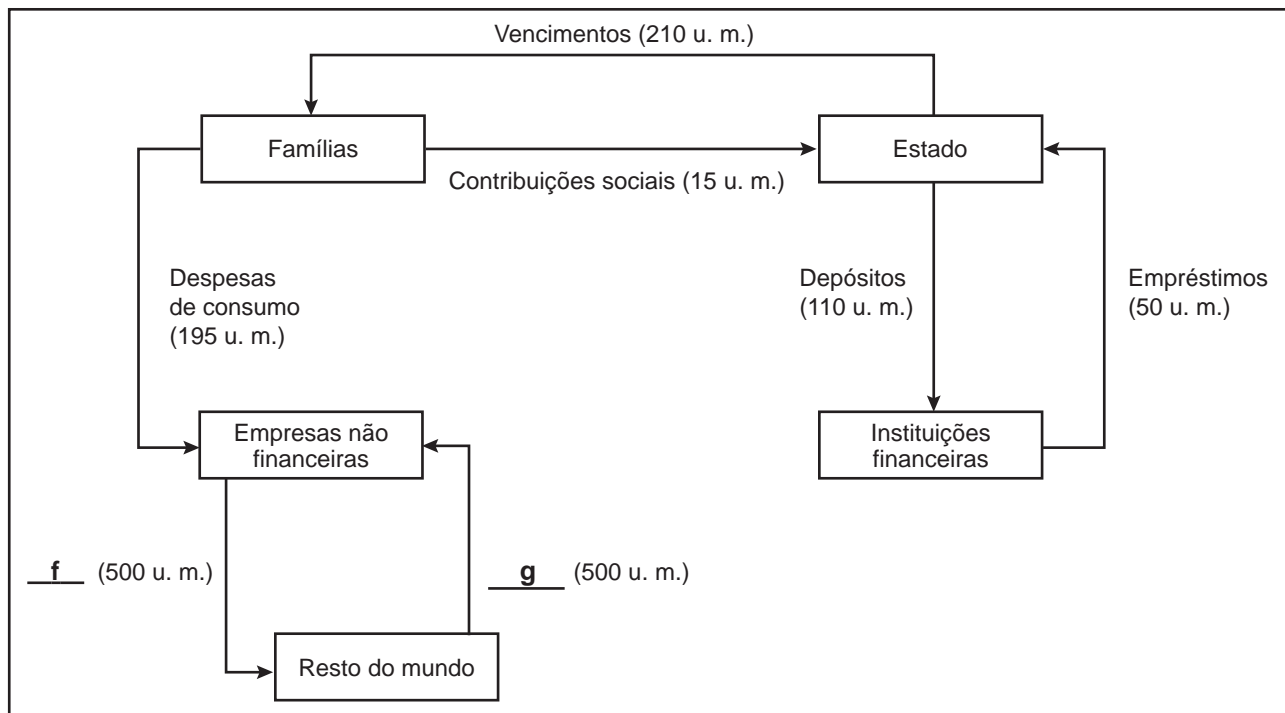 Vencimentos (210 u. m.)
Famílias
Estado
Contribuições sociais (15 u. m.)
Despesas
de consumo
(195 u. m.)
Depósitos
(110 u. m.)
Empréstimos
(50 u. m.)
Empresas não
financeiras
Instituições
financeiras
f (500 u. m.)
g (500 u. m.)
Resto do mundo